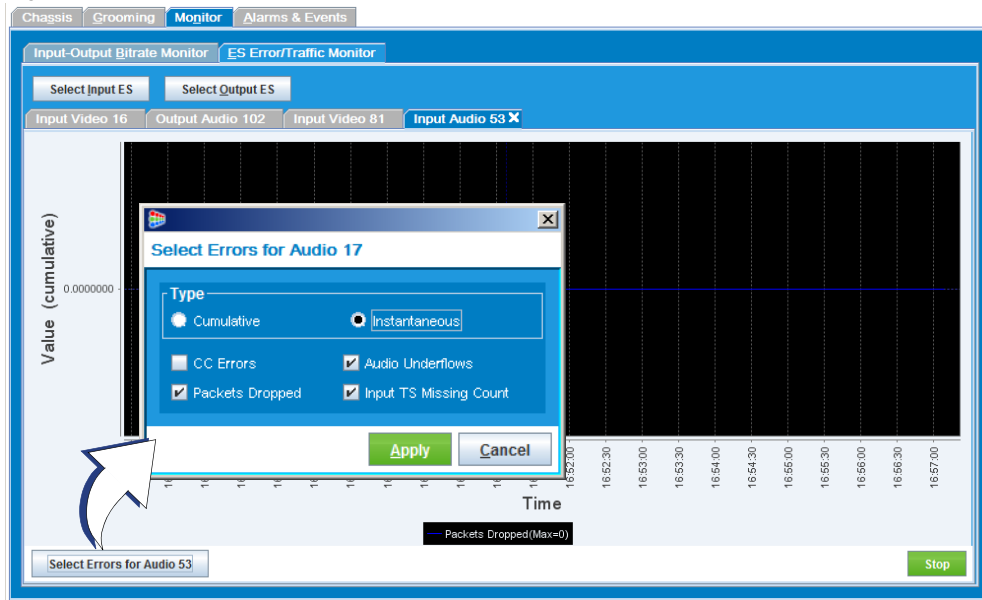 Chassis Grooming Monitor Alarms & Events
Input-Output Bitrate Monitor ES Error/Traffic Monitor
Select Input ES Select Output ES
Input Video 16 Output Audio 102 Input Video 81 Input Audio 53
Value (cumulative)
0.0000000
Select Errors for Audio 17
Type
Cumulative Instantaneous
CC Errors Audio Underflows
Packets Dropped Input TS Missing Count
Apply Cancel
16:52:00 16:52:30 16:53:00 16:53:30 16:54:00 16:54:30 16:55:00 16:55:30 16:56:00 16:56:30 16:57:00
Time
Packets Dropped(Max=0)
Select Errors for Audio 53 Stop